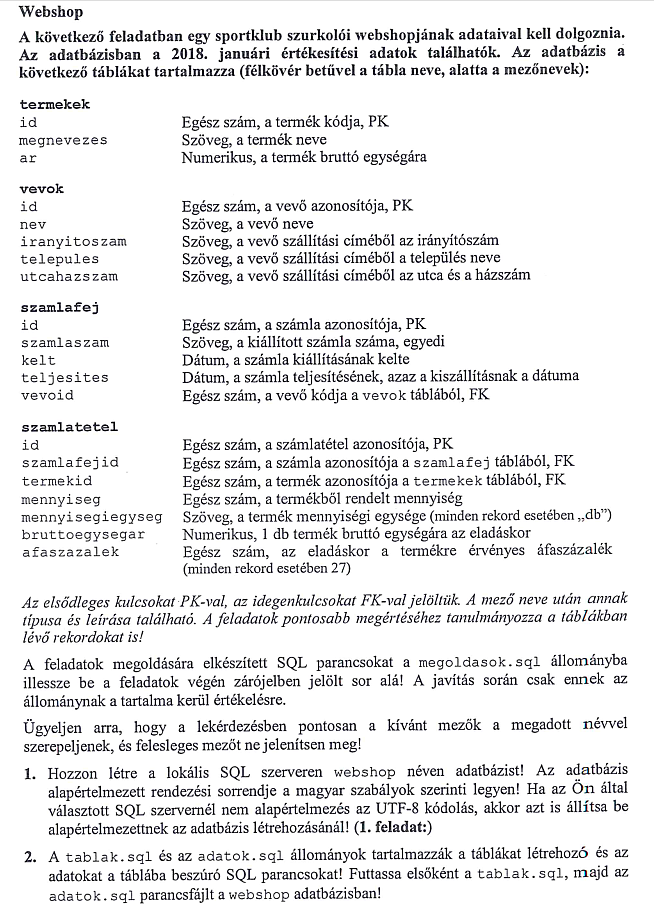 Webshop
A következő feladatban egy sportklub szurkolói webshopjának adataival kell dolgoznia.
Az adatbázisban a 2018. januári értékesítési adatok találhatók. Az adatbázis a
következő táblákat tartalmazza (félkövér betűvel a tábla neve, alatta a mezőnevek):
termekek
id Egész szám, a termék kódja, PK
megnevezes Szöveg, a termék neve
ar Numerikus, a termék bruttó egységára
vevok
id Egész szám, a vevő azonosítója, PK
nev Szöveg, a vevő neve
iranyitoszam Szöveg, a vevő szállítási címéből az irányítószám
telepules Szöveg, a vevő szállítási címéből a település neve
utcahazszam Szöveg, a vevő szállítási címéből az utca és a házszám
szamlafej
id Egész szám, a számla azonosítója, PK
szamlaszam Szöveg, a kiállított számla száma, egyedi
kelt Dátum, a számla kiállításának kelte
teljesites Dátum, a számla teljesítésének, azaz a kiszállításnak a dátuma
vevoid Egész szám, a vevő kódja a vevok táblából, FK
szamlatetel
id Egész szám, a számlatétel azonosítója, PK
szamlafejid Egész szám, a számla azonosítója a szamlafej táblából, FK
termekid Egész szám, a termék azonosítója a termekek táblából, FK
mennyiseg Egész szám, a termékből rendelt mennyiség
mennyisegiegyseg Szöveg, a termék mennyiségi egysége (minden rekord esetében „db”)
bruttoegysegar Numerikus, 1 db termék bruttó egységára az eladáskor
afaszazalek Egész szám, az eladáskor a termékre érvényes áfaszázalék
(minden rekord esetében 27)
Az elsődleges kulcsokat PK-val, az idegenkulcsokat FK-val jelöltük. A mező neve után annak
típusa és leírása található. A feladatok pontosabb megértéséhez tanulmányozza a táblákban
lévő rekordokat is!
A feladatok megoldására elkészített SQL parancsokat a megoldasok.sql állományba
illessze be a feladatok végén zárójelben jelölt sor alá! A javítás során csak ennek az
állománynak a tartalma kerül értékelésre.
Ügyeljen arra, hogy a lekérdezésben pontosan a kívánt mezők a megadott névvel
szerepeljenek, és felesleges mezőt ne jelenítsen meg!
1. Hozzon létre a lokális SQL szerveren webshop néven adatbázist! Az adatbázis
alapértelmezett rendezési sorrendje a magyar szabályok szerinti legyen! Ha az Ön által
választott SQL szervernél nem alapértelmezés az UTF-8 kódolás, akkor azt is állítsa be
alapértelmezettnek az adatbázis létrehozásánál! (1. feladat:)
2. A tablak.sql és az adatok.sql állományok tartalmazzák a táblákat létrehozó és az
adatokat a táblába beszúró SQL parancsokat! Futtassa elsőként a tablak.sql, majd az
adatok.sql parancsfájlt a webshop adatbázisban!